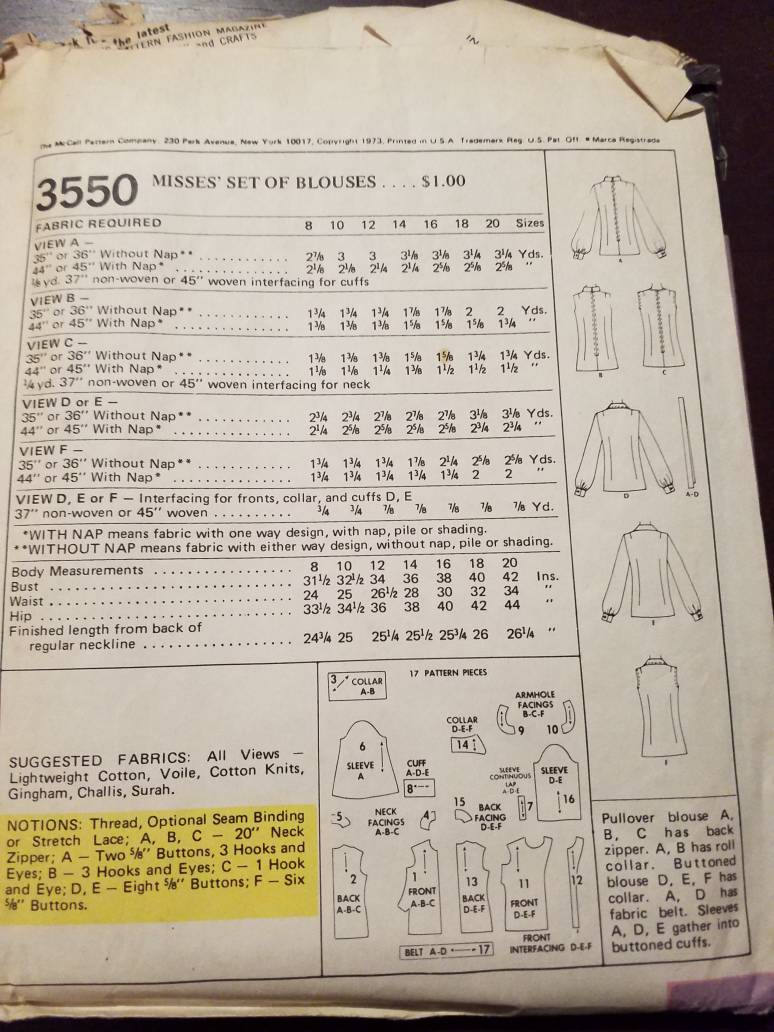 the latest
PATTERN FASHION MAGAZINE
and CRAFTS
The McCall Pattern Company, 230 Park Avenue, New York 10017, Copyright 1973, Printed in U.S.A. Trademark Reg. U.S. Pat. Off. * Marca Registrada
3550 MISSES' SET OF BLOUSES . . . . $1.00
FABRIC REQUIRED 8 10 12 14 16 18 20 Sizes
VIEW A —
35" or 36" Without Nap** . . . . . . . . . . . . 2⅞ 3 3 3⅛ 3⅛ 3¼ 3¼ Yds.
44" or 45" With Nap* . . . . . . . . . . . . . . . 2⅛ 2⅛ 2¼ 2¼ 2⅝ 2⅝ 2⅝ "
⅛ yd. 37" non-woven or 45" woven interfacing for cuffs
VIEW B —
35" or 36" Without Nap** . . . . . . . . . . . . 1¾ 1¾ 1¾ 1⅞ 1⅞ 2 2 Yds.
44" or 45" With Nap* . . . . . . . . . . . . . . . 1⅜ 1⅜ 1⅜ 1⅝ 1⅝ 1⅝ 1¾ "
VIEW C —
35" or 36" Without Nap** . . . . . . . . . . . . 1⅜ 1⅜ 1⅜ 1⅝ 1⅝ 1¾ 1¾ Yds.
44" or 45" With Nap* . . . . . . . . . . . . . . . 1⅛ 1⅛ 1¼ 1⅜ 1½ 1½ 1½ "
¼ yd. 37" non-woven or 45" woven interfacing for neck
VIEW D or E —
35" or 36" Without Nap** . . . . . . . . . . . . 2¾ 2¾ 2⅞ 2⅞ 2⅞ 3⅛ 3⅛ Yds.
44" or 45" With Nap* . . . . . . . . . . . . . . . 2¼ 2⅝ 2⅝ 2⅝ 2⅝ 2¾ 2¾ "
VIEW F —
35" or 36" Without Nap** . . . . . . . . . . . . 1¾ 1¾ 1¾ 1⅞ 2¼ 2⅝ 2⅝ Yds.
44" or 45" With Nap* . . . . . . . . . . . . . . . 1¾ 1¾ 1¾ 1¾ 1¾ 2 2 "
VIEW D, E or F — Interfacing for fronts, collar, and cuffs D, E
37" non-woven or 45" woven . . . . . . . . . . ¾ ¾ ⅞ ⅞ ⅞ ⅞ ⅞ Yd.
*WITH NAP means fabric with one way design, with nap, pile or shading.
**WITHOUT NAP means fabric with either way design, without nap, pile or shading.
Body Measurements . . . . . . . . . . . . . . . . . 8 10 12 14 16 18 20
Bust . . . . . . . . . . . . . . . . . . . . . . . . . . . . . 31½ 32½ 34 36 38 40 42 Ins.
Waist . . . . . . . . . . . . . . . . . . . . . . . . . . . . 24 25 26½ 28 30 32 34 "
Hip . . . . . . . . . . . . . . . . . . . . . . . . . . . . . . 33½ 34½ 36 38 40 42 44 "
Finished length from back of
regular neckline . . . . . . . . . . . . . . . . . . 24¾ 25 25¼ 25½ 25¾ 26 26¼ "
A
B C
D A-D
E
F
SUGGESTED FABRICS: All Views —
Lightweight Cotton, Voile, Cotton Knits,
Gingham, Challis, Surah.
NOTIONS: Thread, Optional Seam Binding
or Stretch Lace; A, B, C — 20" Neck
Zipper; A — Two ⅝" Buttons, 3 Hooks and
Eyes; B — 3 Hooks and Eyes; C — 1 Hook
and Eye; D, E — Eight ⅝" Buttons; F — Six
⅝" Buttons.
17 PATTERN PIECES
3 COLLAR
A-B
ARMHOLE
FACINGS
B-C-F
9 10
COLLAR
D-E-F
14
6
SLEEVE
A
CUFF
A-D-E
8
SLEEVE
CONTINUOUS
LAP
A-D-E
7
SLEEVE
D-E
16
5
NECK
FACINGS
A-B-C
4
15 BACK
FACING
D-E-F
2
BACK
A-B-C
1
FRONT
A-B-C
13
BACK
D-E-F
11
FRONT
D-E-F
12
FRONT
INTERFACING D-E-F
BELT A-D 17
Pullover blouse A,
B, C has back
zipper. A, B has roll
collar. Buttoned
blouse D, E, F has
collar. A, D has
fabric belt. Sleeves
A, D, E gather into
buttoned cuffs.